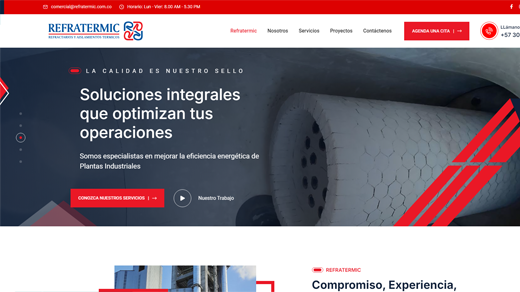 comercial@refratermic.com.co
Horario: Lun - Vier: 8.00 AM - 5.30 PM
REFRATERMIC
REFRACTARIOS Y AISLAMIENTOS TERMICOS
Refratermic
Nosotros
Servicios
Proyectos
Contáctenos
AGENDA UNA CITA
LLámano
+57 30
LA CALIDAD ES NUESTRO SELLO
Soluciones integrales
que optimizan tus
operaciones
Somos especialistas en mejorar la eficiencia energética de
Plantas Industriales
CONOZCA NUESTROS SERVICIOS
Nuestro Trabajo
REFRATERMIC
Compromiso, Experiencia,